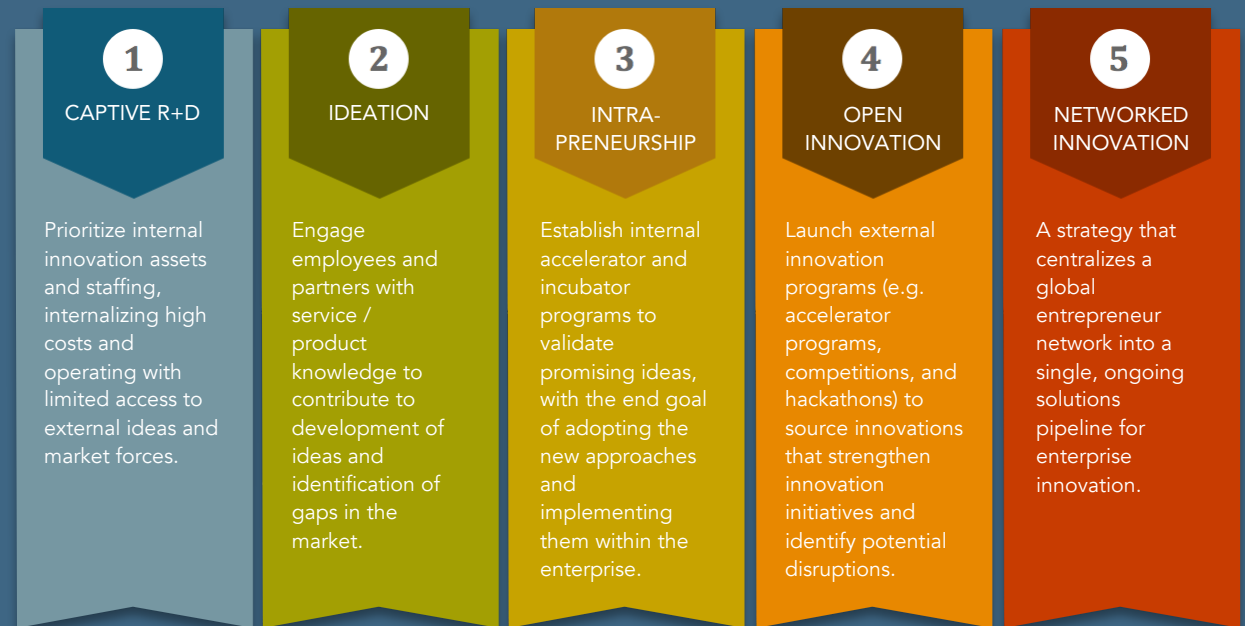 1
CAPTIVE R+D
Prioritize internal
innovation assets
and staffing,
internalizing high
costs and
operating with
limited access to
external ideas and
market forces.
2
IDEATION
Engage
employees and
partners with
service /
product
knowledge to
contribute to
development of
ideas and
identification of
gaps in the
market.
3
INTRA-
PRENEURSHIP
Establish internal
accelerator and
incubator
programs to
validate
promising ideas,
with the end goal
of adopting the
new approaches
and
implementing
them within the
enterprise.
4
OPEN
INNOVATION
Launch external
innovation
programs (e.g.
accelerator
programs,
competitions, and
hackathons) to
source innovations
that strengthen
innovation
initiatives and
identify potential
disruptions.
5
NETWORKED
INNOVATION
A strategy that
centralizes a
global
entrepreneur
network into a
single, ongoing
solutions
pipeline for
enterprise
innovation.